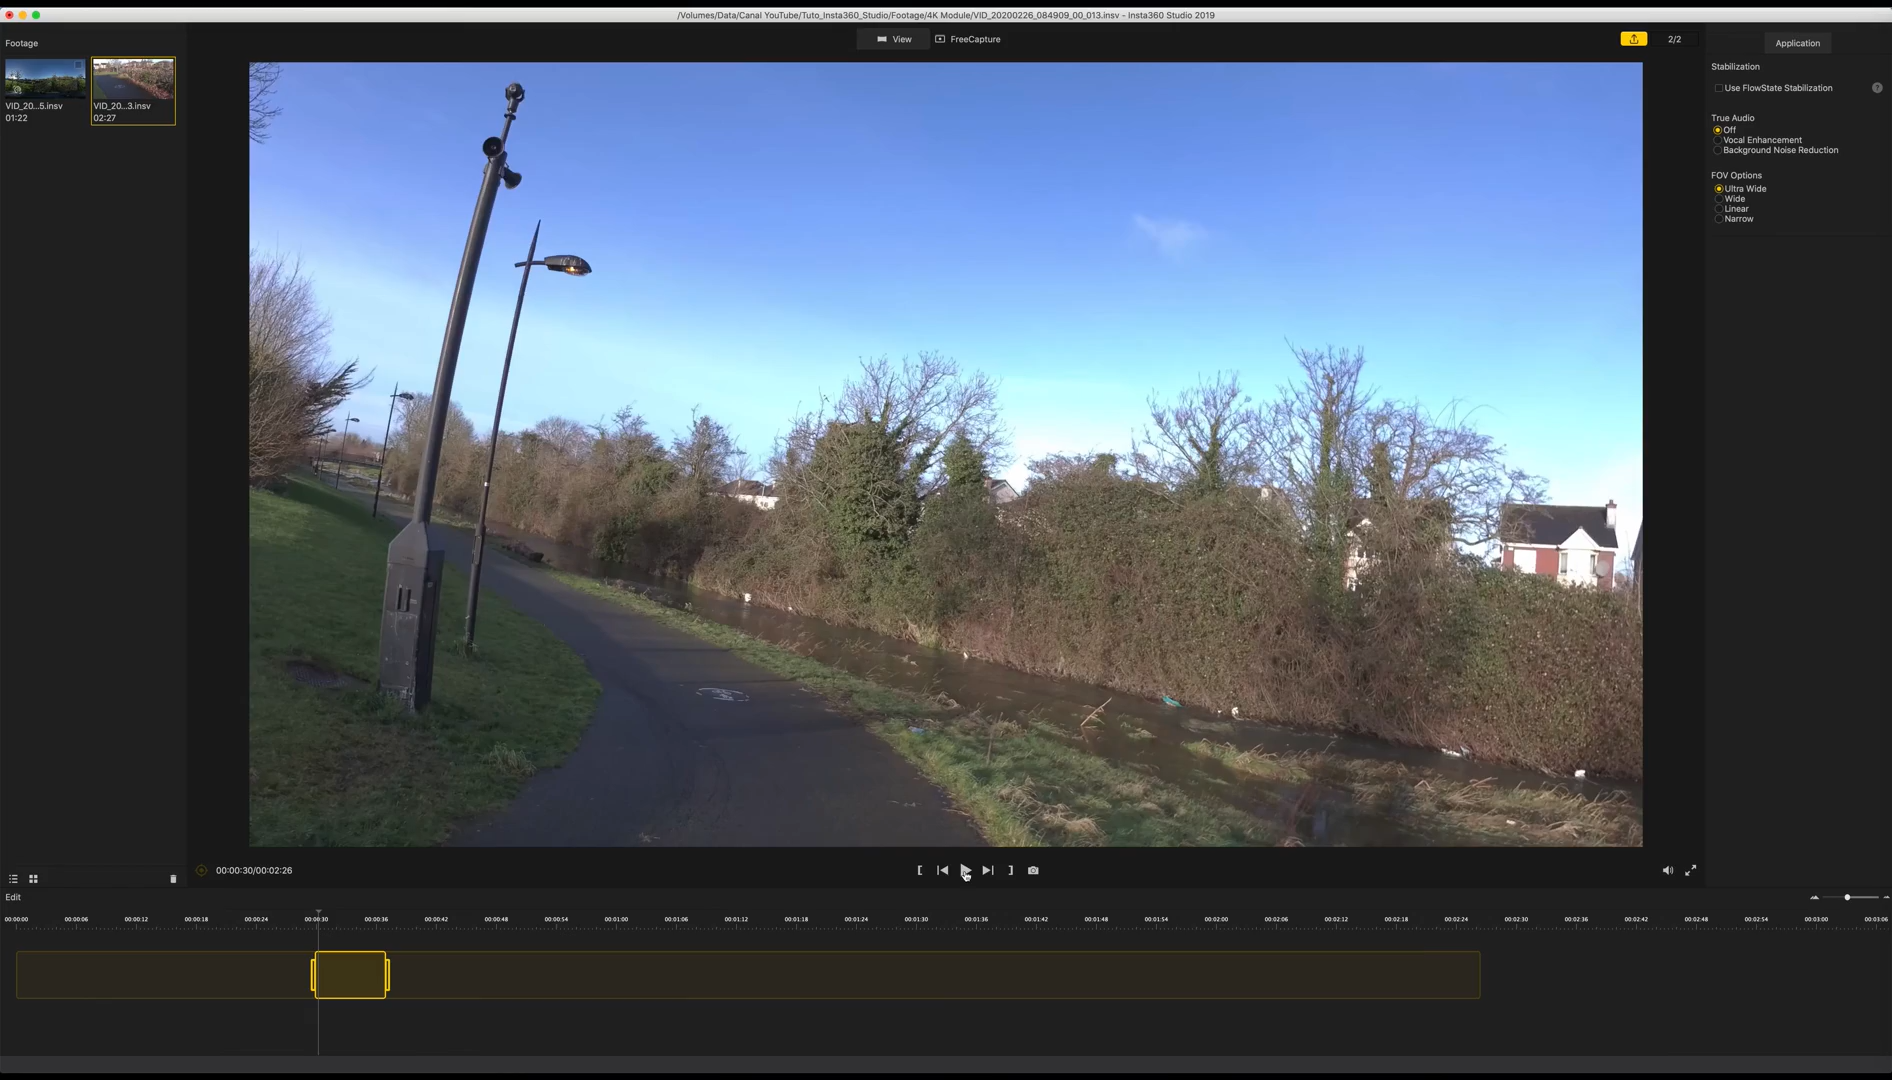 /Volumes/Data/Canal YouTube/Tuto_Insta360_Studio/Footage/4K Module/VID_20200226_084909_00_013.insv - Insta360 Studio 2019
Footage
View
FreeCapture
2/2
Application
VID_20...5.insv
01:22
VID_20...3.insv
02:27
Stabilization
Use FlowState Stabilization
?
True Audio
Off
Vocal Enhancement
Background Noise Reduction
FOV Options
Ultra Wide
Wide
Linear
Narrow
00:00:30/00:02:26
Edit
00:00:00 00:00:06 00:00:12 00:00:18 00:00:24 00:00:30 00:00:36 00:00:42 00:00:48 00:00:54 00:01:00 00:01:06 00:01:12 00:01:18 00:01:24 00:01:30 00:01:36 00:01:42 00:01:48 00:01:54 00:02:00 00:02:06 00:02:12 00:02:18 00:02:24 00:02:30 00:02:36 00:02:42 00:02:48 00:02:54 00:03:00 00:03:06